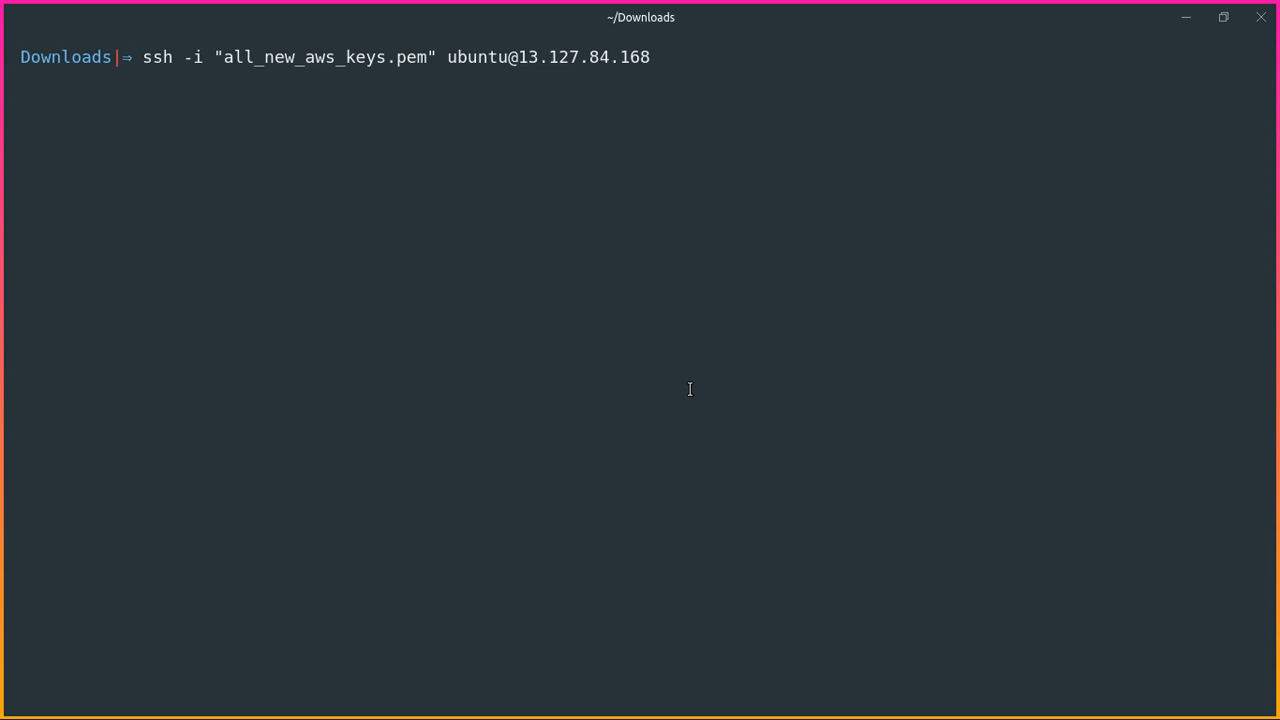 ~/Downloads
Downloads|⇒ ssh -i "all_new_aws_keys.pem" ubuntu@13.127.84.168